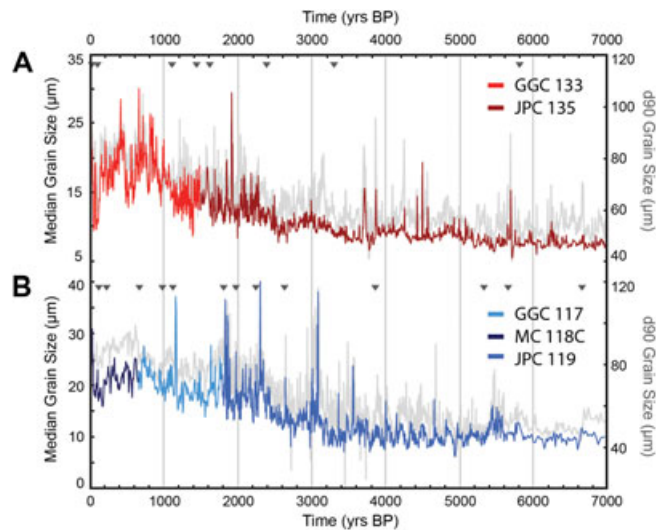 Time (yrs BP)
0 1000 2000 3000 4000 5000 6000 7000
A
35
25
15
5
Median Grain Size (μm)
GGC 133
JPC 135
120
100
80
60
40
d90 Grain Size (μm)
B
40
30
20
10
0
Median Grain Size (μm)
GGC 117
MC 118C
JPC 119
120
80
40
d90 Grain Size (μm)
0 1000 2000 3000 4000 5000 6000 7000
Time (yrs BP)